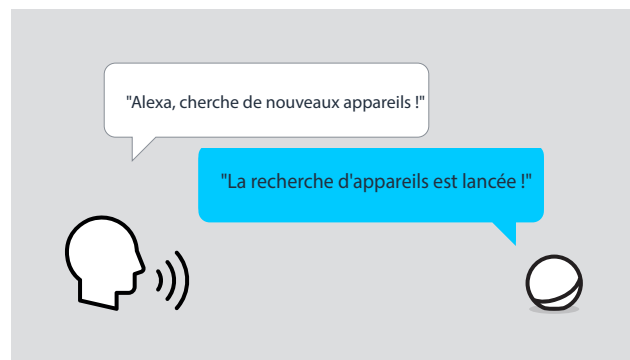 "Alexa, cherche de nouveaux appareils !"
"La recherche d'appareils est lancée !"